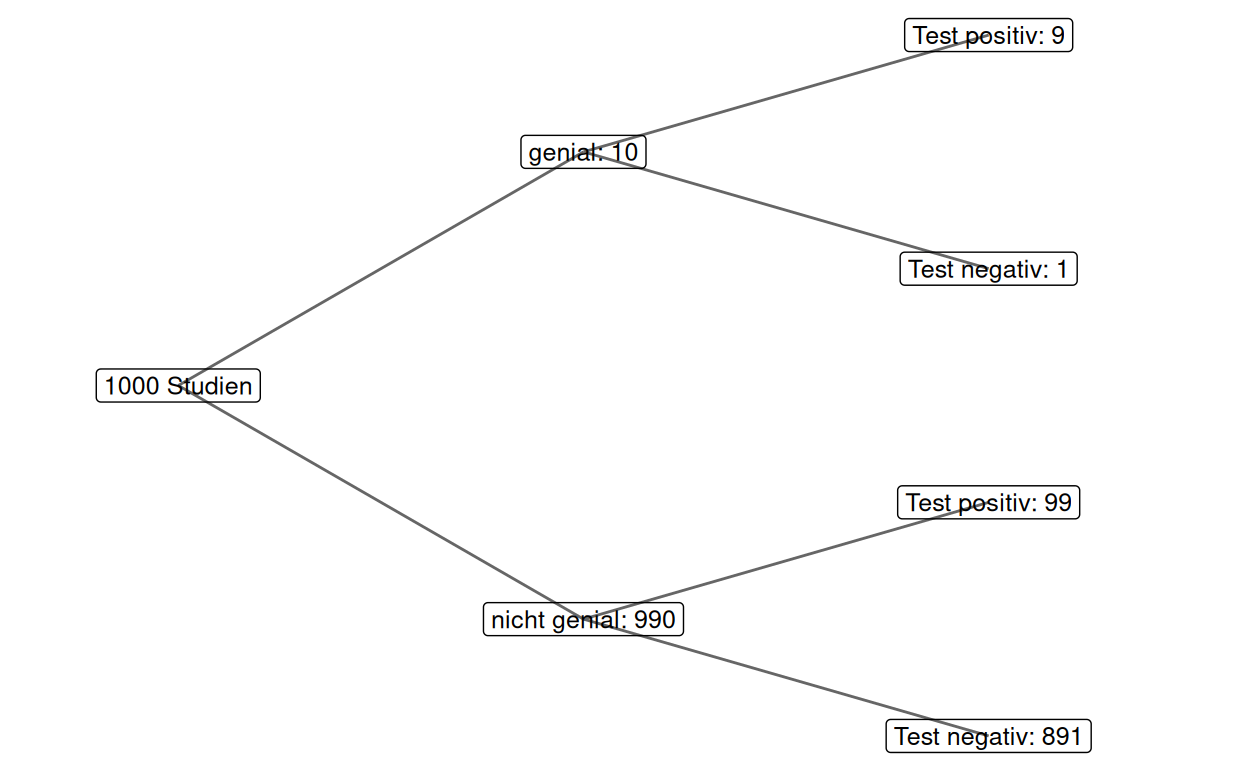 Test positiv: 9
genial: 10
Test negativ: 1
1000 Studien
Test positiv: 99
nicht genial: 990
Test negativ: 891